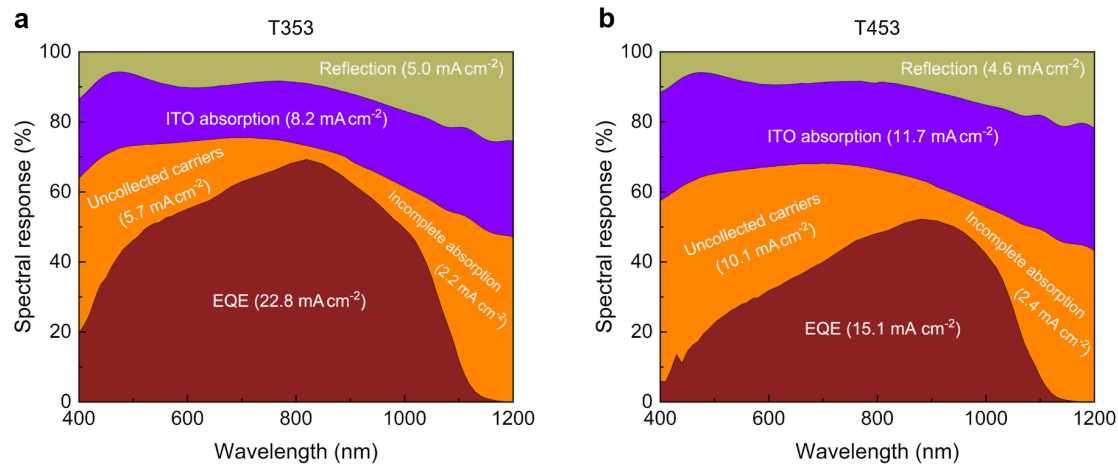 a
T353
Spectral response (%)
100
80
60
40
20
0
Reflection (5.0 mA cm⁻²)
ITO absorption (8.2 mA cm⁻²)
Uncollected carriers
(5.7 mA cm⁻²)
Incomplete absorption
(2.2 mA cm⁻²)
EQE (22.8 mA cm⁻²)
400 600 800 1000 1200
Wavelength (nm)
b
T453
Spectral response (%)
100
80
60
40
20
0
Reflection (4.6 mA cm⁻²)
ITO absorption (11.7 mA cm⁻²)
Uncollected carriers
(10.1 mA cm⁻²)
Incomplete absorption
(2.4 mA cm⁻²)
EQE (15.1 mA cm⁻²)
400 600 800 1000 1200
Wavelength (nm)